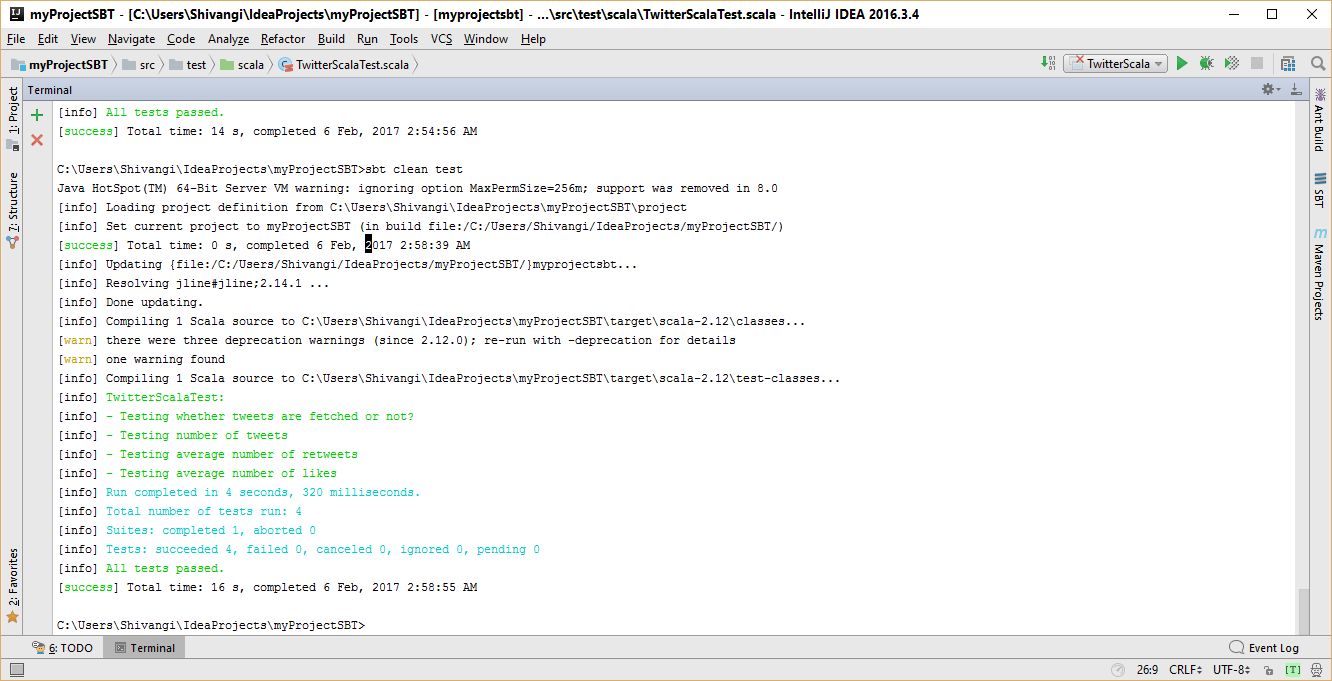 myProjectSBT - [C:\Users\Shivangi\IdeaProjects\myProjectSBT] - [myprojectsbt] - ...\src\test\scala\TwitterScalaTest.scala - IntelliJ IDEA 2016.3.4
File Edit View Navigate Code Analyze Refactor Build Run Tools VCS Window Help
myProjectSBT src test scala TwitterScalaTest.scala TwitterScala
Terminal
1: Project
7: Structure
2: Favorites
[info] All tests passed.
[success] Total time: 14 s, completed 6 Feb, 2017 2:54:56 AM
C:\Users\Shivangi\IdeaProjects\myProjectSBT>sbt clean test
Java HotSpot(TM) 64-Bit Server VM warning: ignoring option MaxPermSize=256m; support was removed in 8.0
[info] Loading project definition from C:\Users\Shivangi\IdeaProjects\myProjectSBT\project
[info] Set current project to myProjectSBT (in build file:/C:/Users/Shivangi/IdeaProjects/myProjectSBT/)
[success] Total time: 0 s, completed 6 Feb, 2017 2:58:39 AM
[info] Updating {file:/C:/Users/Shivangi/IdeaProjects/myProjectSBT/}myprojectsbt...
[info] Resolving jline#jline;2.14.1 ...
[info] Done updating.
[info] Compiling 1 Scala source to C:\Users\Shivangi\IdeaProjects\myProjectSBT\target\scala-2.12\classes...
[warn] there were three deprecation warnings (since 2.12.0); re-run with -deprecation for details
[warn] one warning found
[info] Compiling 1 Scala source to C:\Users\Shivangi\IdeaProjects\myProjectSBT\target\scala-2.12\test-classes...
[info] TwitterScalaTest:
[info] - Testing whether tweets are fetched or not?
[info] - Testing number of tweets
[info] - Testing average number of retweets
[info] - Testing average number of likes
[info] Run completed in 4 seconds, 320 milliseconds.
[info] Total number of tests run: 4
[info] Suites: completed 1, aborted 0
[info] Tests: succeeded 4, failed 0, canceled 0, ignored 0, pending 0
[info] All tests passed.
[success] Total time: 16 s, completed 6 Feb, 2017 2:58:55 AM
C:\Users\Shivangi\IdeaProjects\myProjectSBT>
Ant Build
SBT
Maven Projects
6: TODO Terminal Event Log
26:9 CRLF UTF-8 [T]